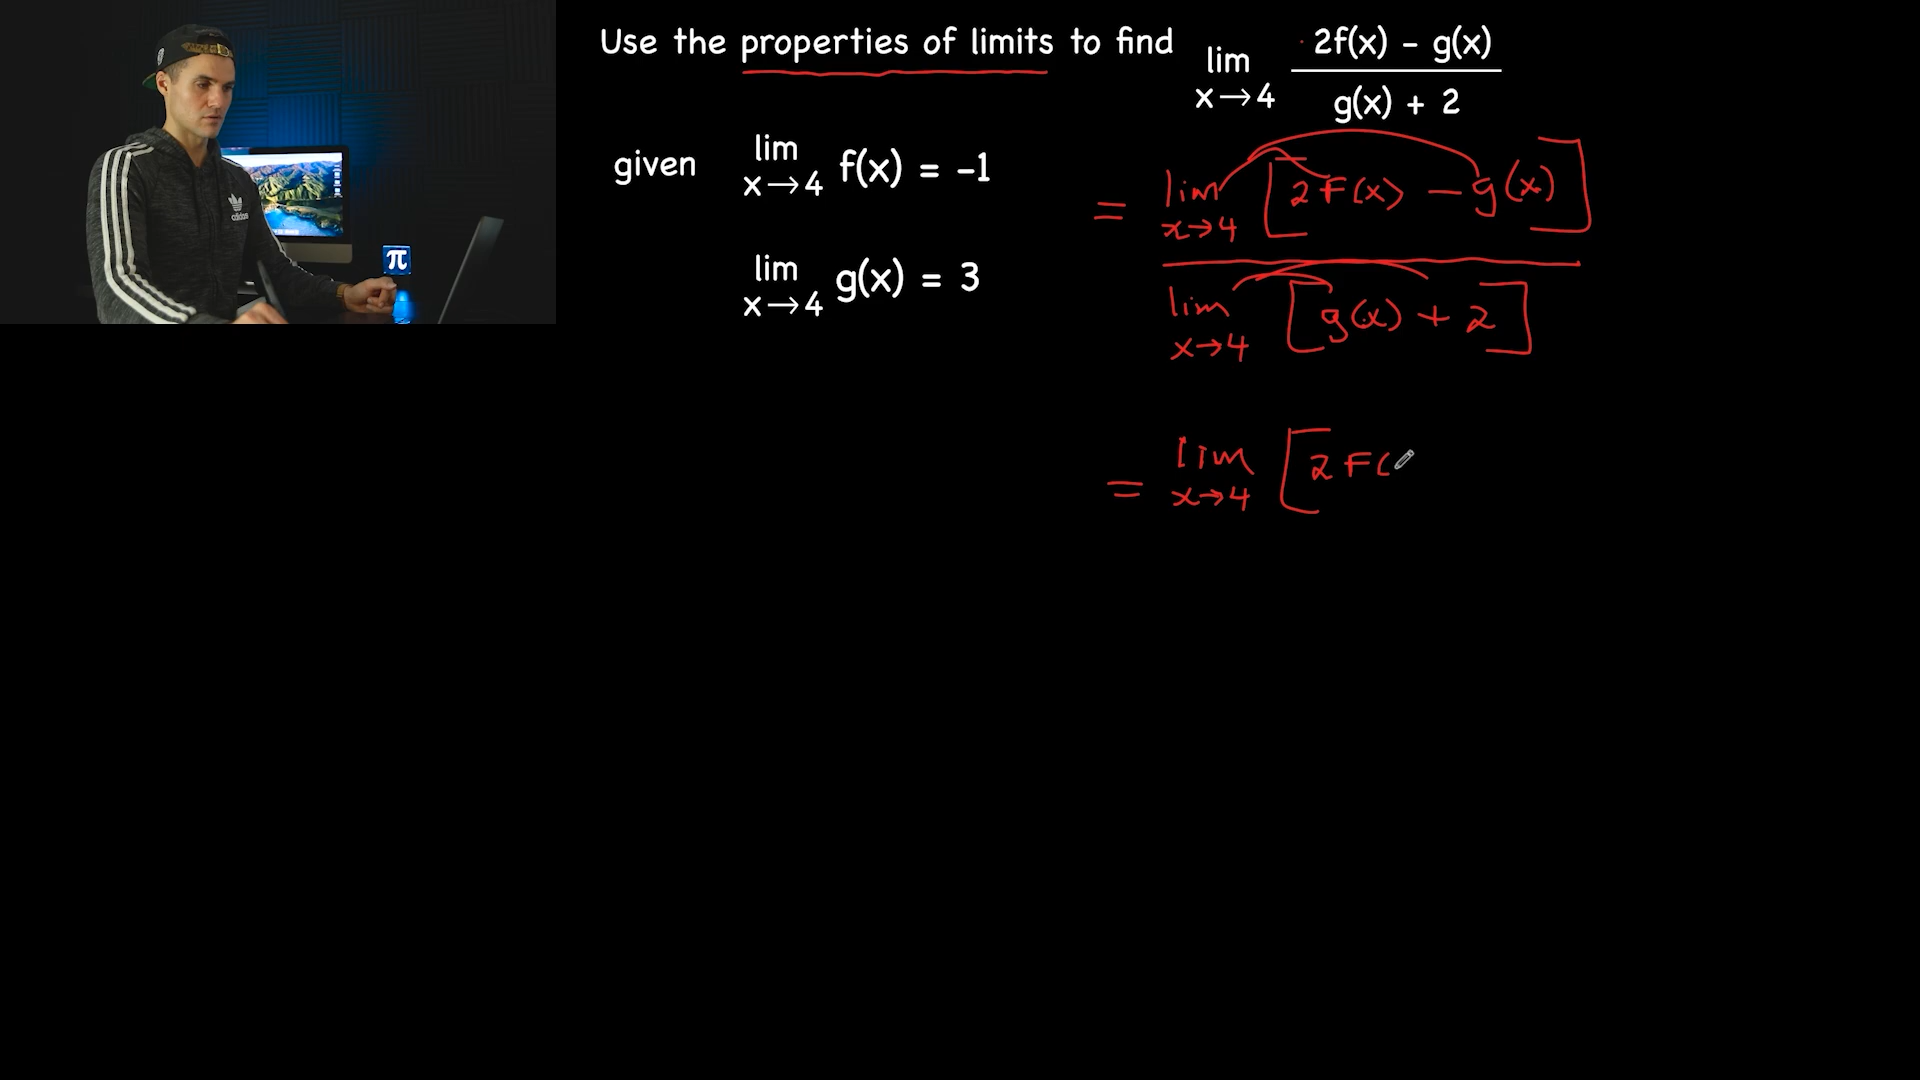 Use the properties of limits to find lim x→4 2f(x) - g(x) / g(x) + 2
given lim x→4 f(x) = -1
lim x→4 g(x) = 3
= lim x→4 [2F(x) - g(x)]
lim x→4 [g(x) + 2]
= lim x→4 [2F(
adidas
π